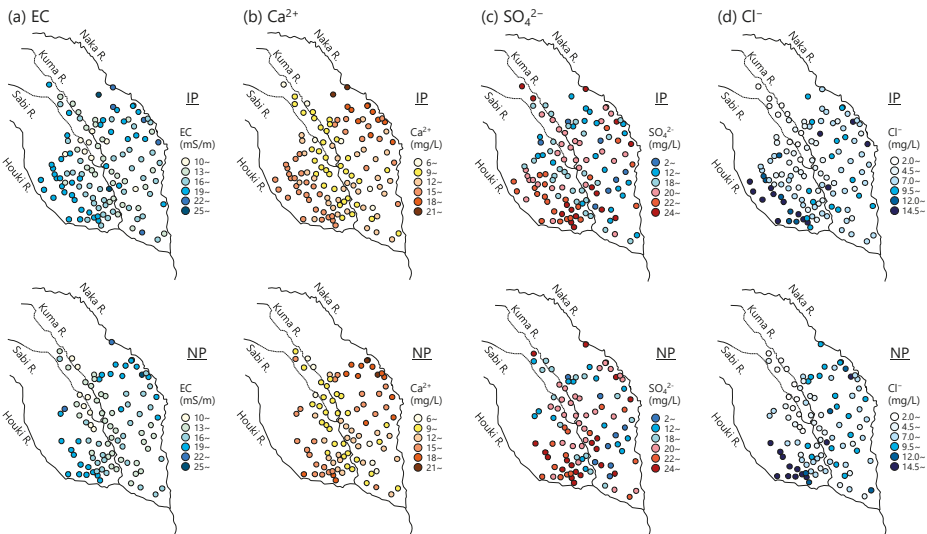 (a) EC
Naka R.
Kuma R.
Sabi R.
Houki R.
IP
EC
(mS/m)
10~
13~
16~
19~
22~
25~
(b) Ca²⁺
Naka R.
Kuma R.
Sabi R.
Houki R.
IP
Ca²⁺
(mg/L)
6~
9~
12~
15~
18~
21~
(c) SO₄²⁻
Naka R.
Kuma R.
Sabi R.
Houki R.
IP
SO₄²⁻
(mg/L)
2~
12~
18~
20~
22~
24~
(d) Cl⁻
Naka R.
Kuma R.
Sabi R.
Houki R.
IP
Cl⁻
(mg/L)
2.0~
4.5~
7.0~
9.5~
12.0~
14.5~
Naka R.
Kuma R.
Sabi R.
Houki R.
NP
EC
(mS/m)
10~
13~
16~
19~
22~
25~
Naka R.
Kuma R.
Sabi R.
Houki R.
NP
Ca²⁺
(mg/L)
6~
9~
12~
15~
18~
21~
Naka R.
Kuma R.
Sabi R.
Houki R.
NP
SO₄²⁻
(mg/L)
2~
12~
18~
20~
22~
24~
Naka R.
Kuma R.
Sabi R.
Houki R.
NP
Cl⁻
(mg/L)
2.0~
4.5~
7.0~
9.5~
12.0~
14.5~